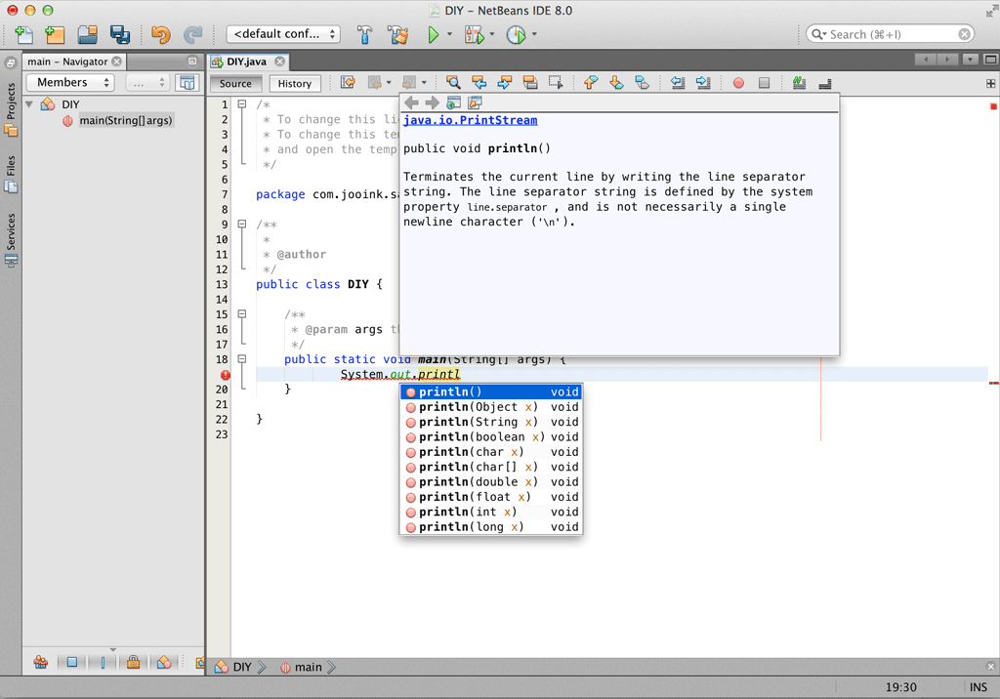 DIY – NetBeans IDE 8.0
<default conf...
Search (⌘+I)
main – Navigator
DIY.java
Members
...
Source
History
Projects
Files
Services
DIY
main(String[] args)
1 /*
2 * To change this li
3 * To change this te
4 * and open the temp
5 */
6
7 package com.jooink.sa
8
9 /**
10 *
11 * @author
12 */
13 public class DIY {
14
15 /**
16 * @param args th
17 */
18 public static void main(String[] args) {
System.out.printl
20 }
21
22 }
23
java.io.PrintStream
public void println()
Terminates the current line by writing the line separator
string. The line separator string is defined by the system
property line.separator , and is not necessarily a single
newline character ('\n').
println() void
println(Object x) void
println(String x) void
println(boolean x) void
println(char x) void
println(char[] x) void
println(double x) void
println(float x) void
println(int x) void
println(long x) void
DIY
main
19:30
INS